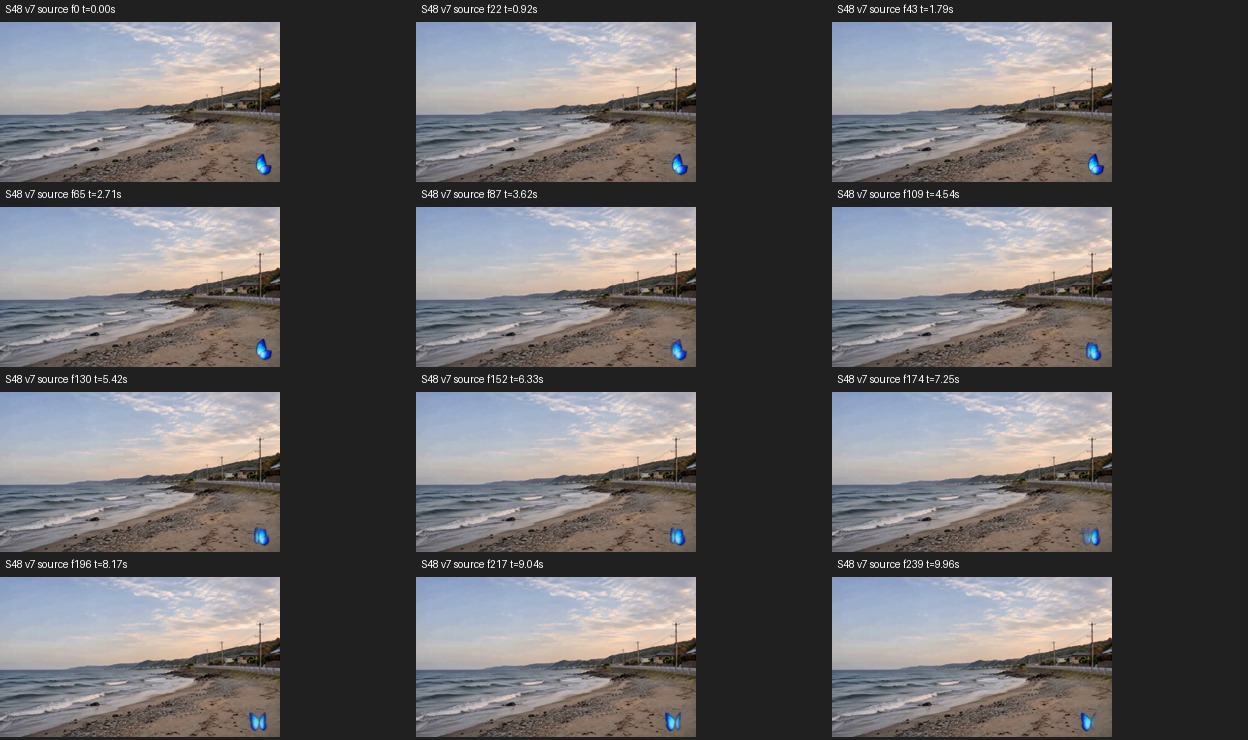 S48 v7 source f0 t=0.00s
S48 v7 source f22 t=0.92s
S48 v7 source f43 t=1.79s
S48 v7 source f65 t=2.71s
S48 v7 source f87 t=3.62s
S48 v7 source f109 t=4.54s
S48 v7 source f130 t=5.42s
S48 v7 source f152 t=6.33s
S48 v7 source f174 t=7.25s
S48 v7 source f196 t=8.17s
S48 v7 source f217 t=9.04s
S48 v7 source f239 t=9.96s